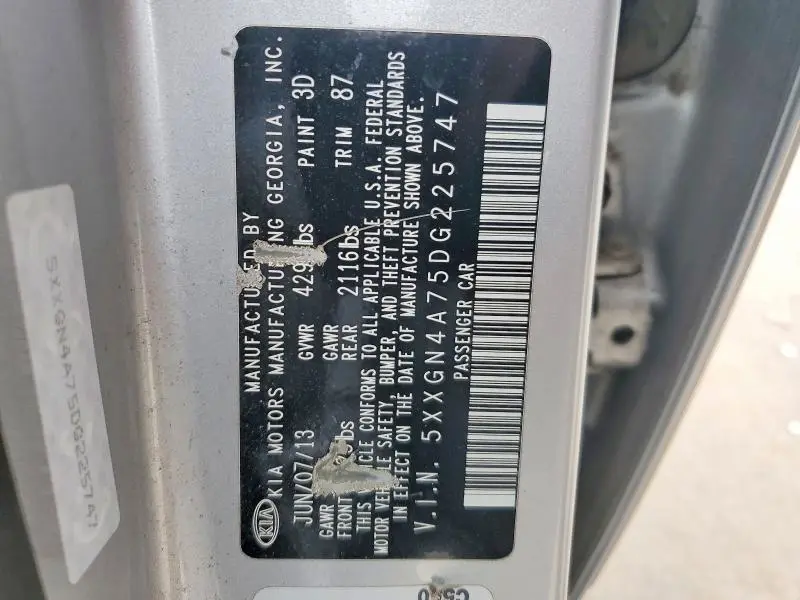 KIA
MANUFACTURED BY
KIA MOTORS MANUFACTURING GEORGIA, INC.
JUN/07/13 GVWR lbs PAINT 3D
GAWR FRONT lbs GAWR REAR 2116lbs TRIM 87
THIS CONFORMS TO ALL APPLICABLE U.S.A. FEDERAL
MOTOR VEHICLE SAFETY, BUMPER, AND THEFT PREVENTION STANDARDS
IN EFFECT ON THE DATE OF MANUFACTURE SHOWN ABOVE.
V.I.N. 5XXGN4A75DG225747
PASSENGER CAR
5XXGN4A75DG225747